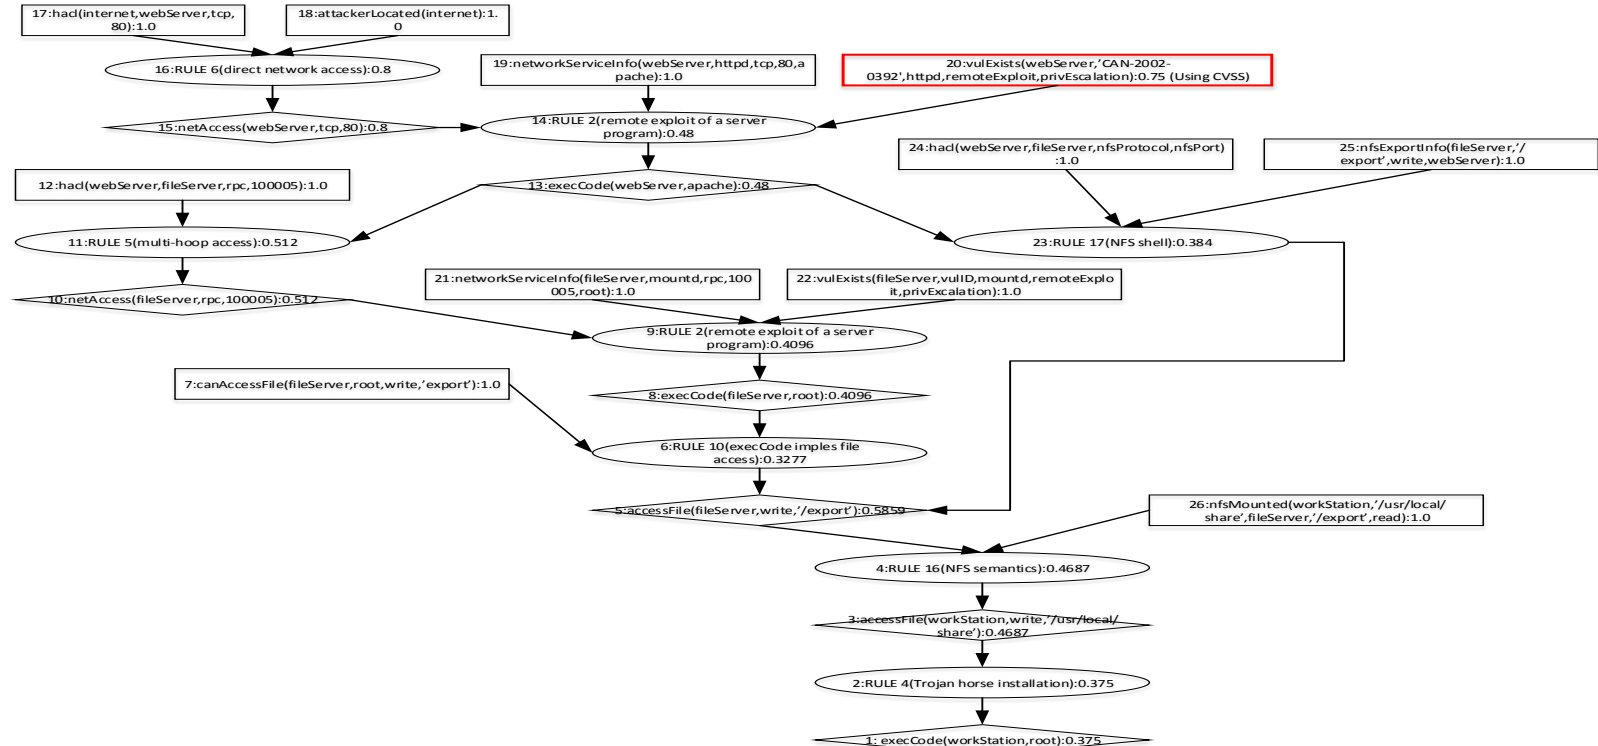 17:hacl(internet,webServer,tcp,
80):1.0
18:attackerLocated(internet):1.
0
16:RULE 6(direct network access):0.8
19:networkServiceInfo(webServer,httpd,tcp,80,a
pache):1.0
20:vulExists(webServer,'CAN-2002-
0392',httpd,remoteExploit,privEscalation):0.75 (Using CVSS)
15:netAccess(webServer,tcp,80):0.8
14:RULE 2(remote exploit of a server
program):0.48
24:hacl(webServer,fileServer,nfsProtocol,nfsPort)
:1.0
25:nfsExportInfo(fileServer,'/
export',write,webServer):1.0
12:hacl(webServer,fileServer,rpc,100005):1.0
13:execCode(webServer,apache):0.48
11:RULE 5(multi-hoop access):0.512
23:RULE 17(NFS shell):0.384
21:networkServiceInfo(fileServer,mountd,rpc,100
005,root):1.0
22:vulExists(fileServer,vulID,mountd,remoteExplo
it,privExcalation):1.0
10:netAccess(fileServer,rpc,100005):0.512
9:RULE 2(remote exploit of a server
program):0.4096
7:canAccessFile(fileServer,root,write,'export'):1.0
8:execCode(fileServer,root):0.4096
6:RULE 10(execCode imples file
access):0.3277
5:accessFile(fileServer,write,'/export'):0.5859
26:nfsMounted(workStation,'/usr/local/
share',fileServer,'/export',read):1.0
4:RULE 16(NFS semantics):0.4687
3:accessFile(workStation,write,'/usr/local/
share'):0.4687
2:RULE 4(Trojan horse installation):0.375
1: execCode(workStation,root):0.375